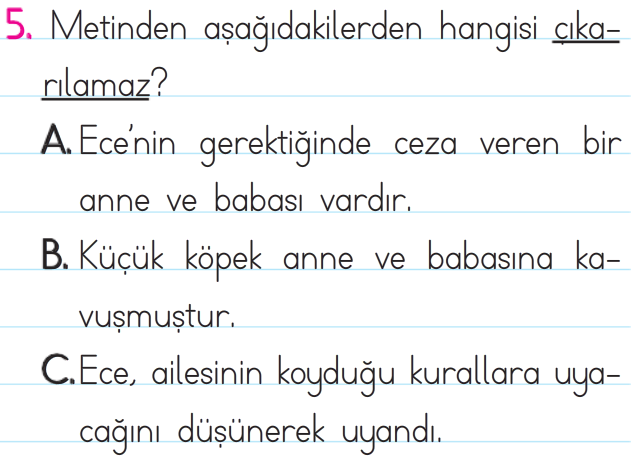 5. Metinden aşağıdakilerden hangisi çıka-
rılamaz?
A. Ece'nin gerektiğinde ceza veren bir
anne ve babası vardır.
B. Küçük köpek anne ve babasına ka-
vuşmuştur.
C. Ece, ailesinin koyduğu kurallara uya-
cağını düşünerek uyandı.